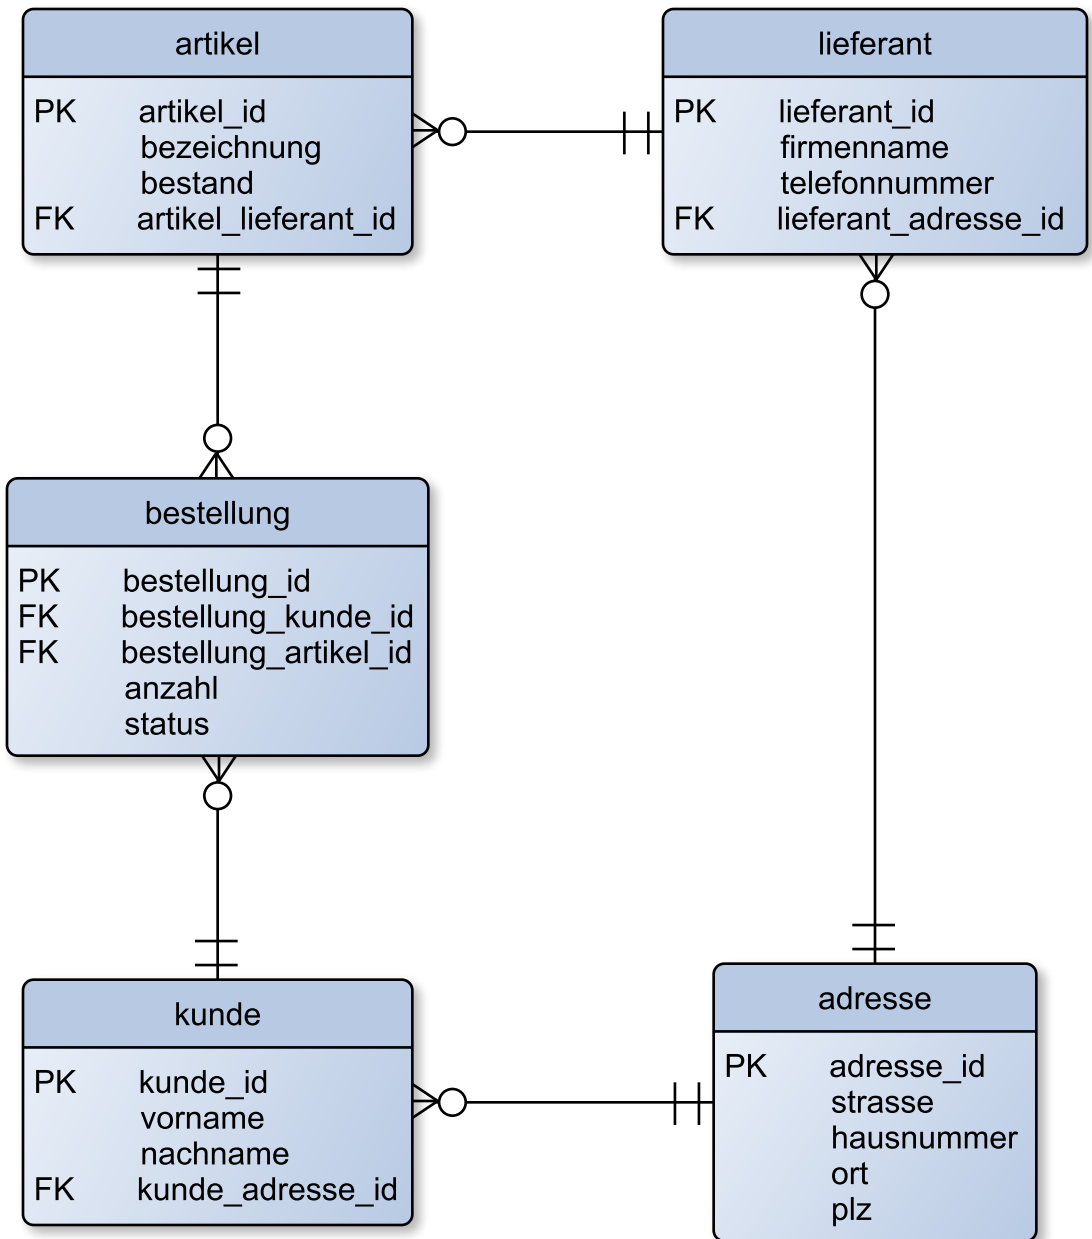 artikel
PK artikel_id
bezeichnung
bestand
FK artikel_lieferant_id
lieferant
PK lieferant_id
firmenname
telefonnummer
FK lieferant_adresse_id
bestellung
PK bestellung_id
FK bestellung_kunde_id
FK bestellung_artikel_id
anzahl
status
kunde
PK kunde_id
vorname
nachname
FK kunde_adresse_id
adresse
PK adresse_id
strasse
hausnummer
ort
plz